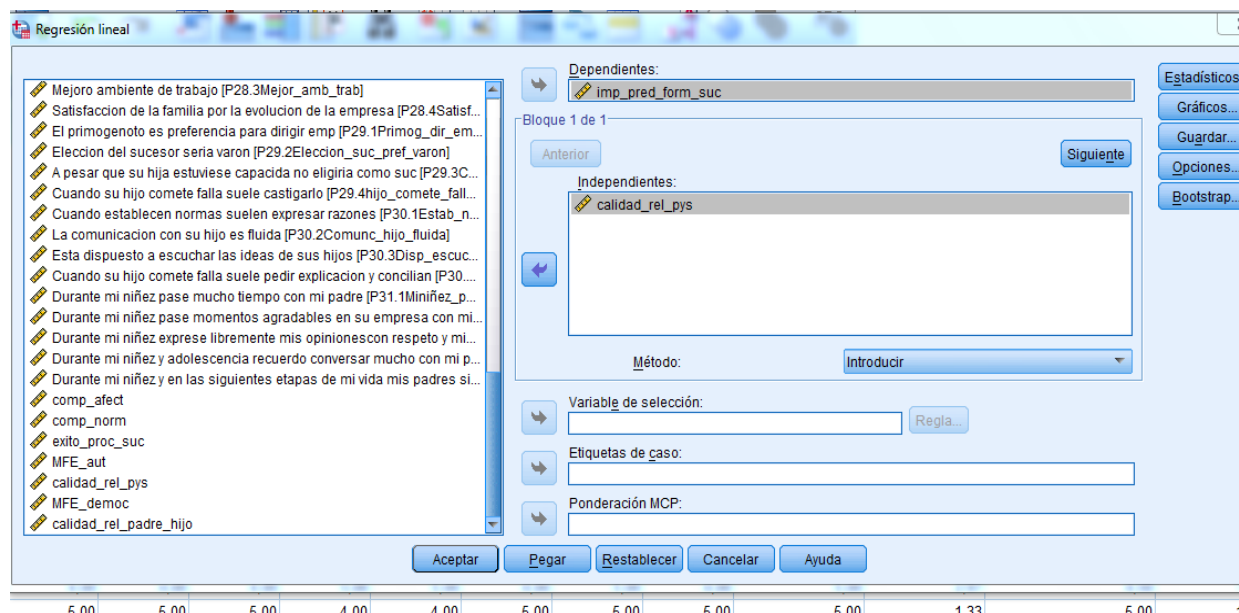 Regresión lineal
Mejoro ambiente de trabajo [P28.3Mejor_amb_trab]
Satisfaccion de la familia por la evolucion de la empresa [P28.4Satisf...
El primogenoto es preferencia para dirigir emp [P29.1Primog_dir_em...
Eleccion del sucesor seria varon [P29.2Eleccion_suc_pref_varon]
A pesar que su hija estuviese capacida no eligiria como suc [P29.3C...
Cuando su hijo comete falla suele castigarlo [P29.4hijo_comete_fall...
Cuando establecen normas suelen expresar razones [P30.1Estab_n...
La comunicacion con su hijo es fluida [P30.2Comunc_hijo_fluida]
Esta dispuesto a escuchar las ideas de sus hijos [P30.3Disp_escuc...
Cuando su hijo comete falla suele pedir explicacion y concilian [P30....
Durante mi niñez pase mucho tiempo con mi padre [P31.1Miniñez_p...
Durante mi niñez pase momentos agradables en su empresa con mi...
Durante mi niñez exprese libremente mis opinionescon respeto y mi...
Durante mi niñez y adolescencia recuerdo conversar mucho con mi p...
Durante mi niñez y en las siguientes etapas de mi vida mis padres si...
comp_afect
comp_norm
exito_proc_suc
MFE_aut
calidad_rel_pys
MFE_democ
calidad_rel_padre_hijo
Dependientes:
imp_pred_form_suc
Bloque 1 de 1
Anterior
Siguiente
Independientes:
calidad_rel_pys
Método:
Introducir
Variable de selección:
Regla...
Etiquetas de caso:
Ponderación MCP:
Estadísticos
Gráficos...
Guardar...
Opciones...
Bootstrap...
Aceptar
Pegar
Restablecer
Cancelar
Ayuda
5,00 5,00 5,00 4,00 4,00 5,00 5,00 5,00 5,00 1,33 5,00